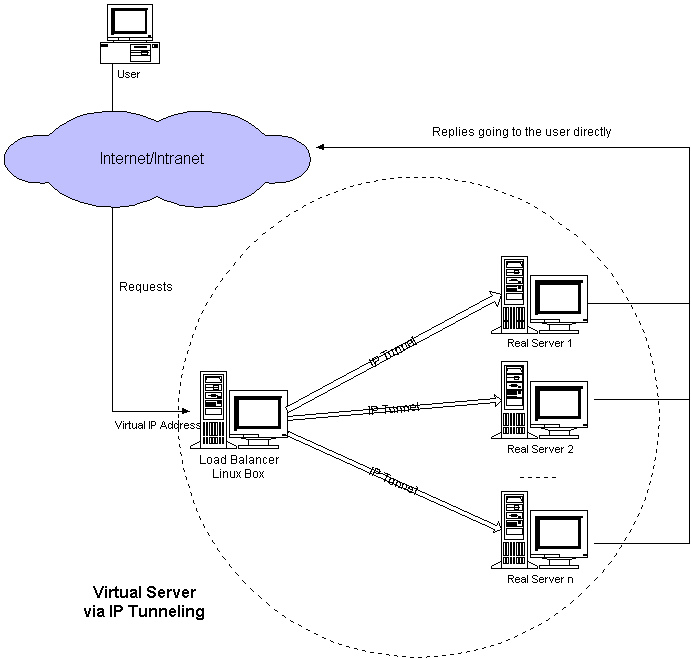 User
Internet/Intranet
Replies going to the user directly
Requests
IP Tunnel
Real Server 1
Virtual IP Address
IP Tunnel
Load Balancer
Linux Box
Real Server 2
IP Tunnel
Real Server n
Virtual Server
via IP Tunneling